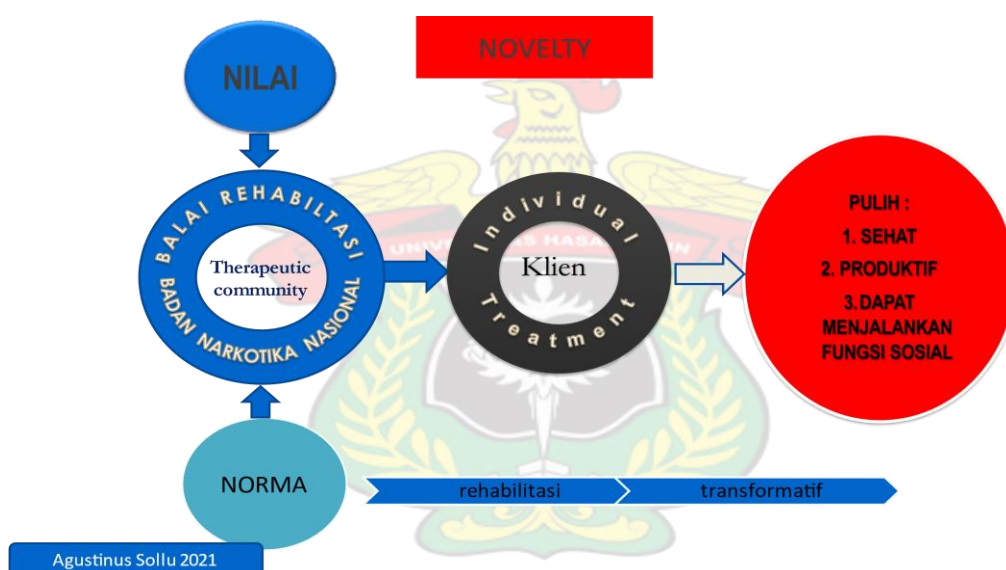 NOVELTY
NILAI
BALAI REHABILTASI
BADAN NARKOTIKA NASIONAL
Therapeutic
community
Individual
Treatment
Klien
PULIH :
1. SEHAT
2. PRODUKTIF
3.DAPAT
MENJALANKAN
FUNGSI SOSIAL
NORMA
rehabilitasi
transformatif
Agustinus Sollu 2021